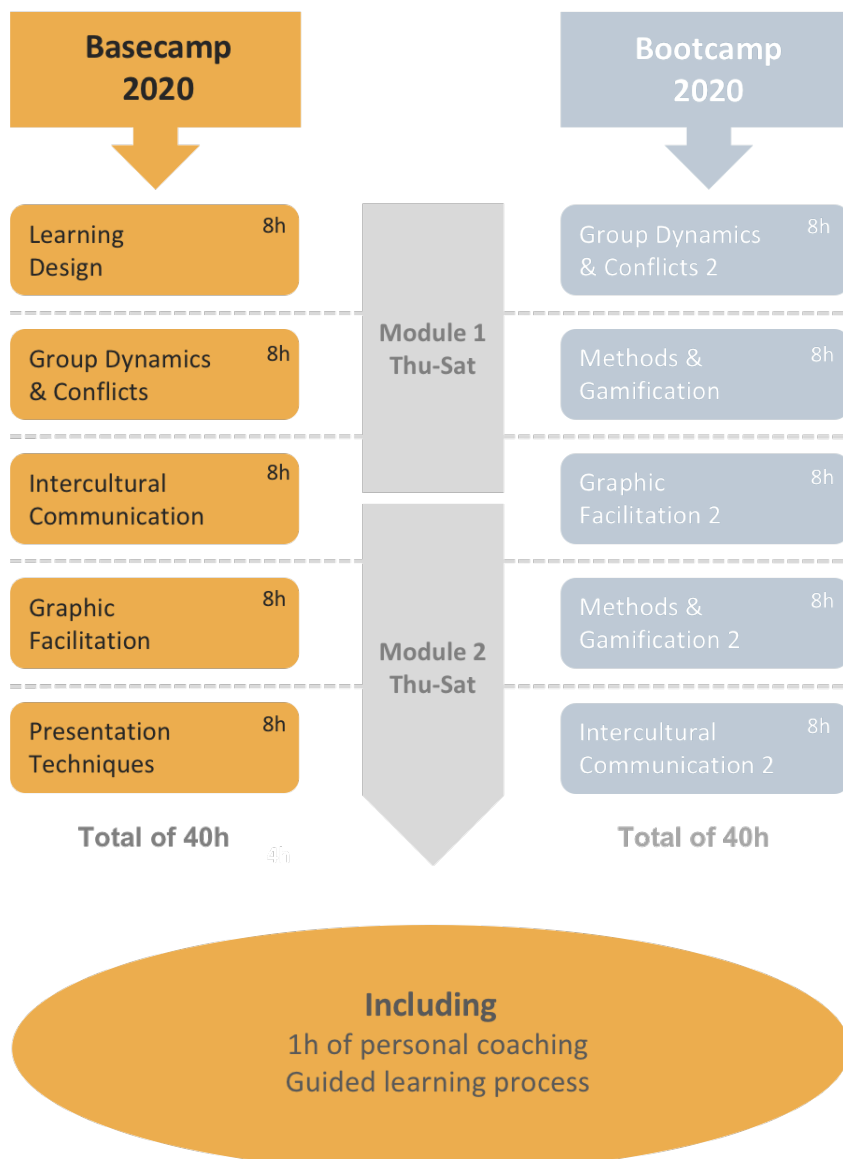 Basecamp
2020
Learning
Design
8h
Group Dynamics
& Conflicts
8h
Intercultural
Communication
8h
Graphic
Facilitation
8h
Presentation
Techniques
8h
Total of 40h
4h
Module 1
Thu-Sat
Module 2
Thu-Sat
Bootcamp
2020
Group Dynamics
& Conflicts 2
8h
Methods &
Gamification
8h
Graphic
Facilitation 2
8h
Methods &
Gamification 2
8h
Intercultural
Communication 2
8h
Total of 40h
Including
1h of personal coaching
Guided learning process